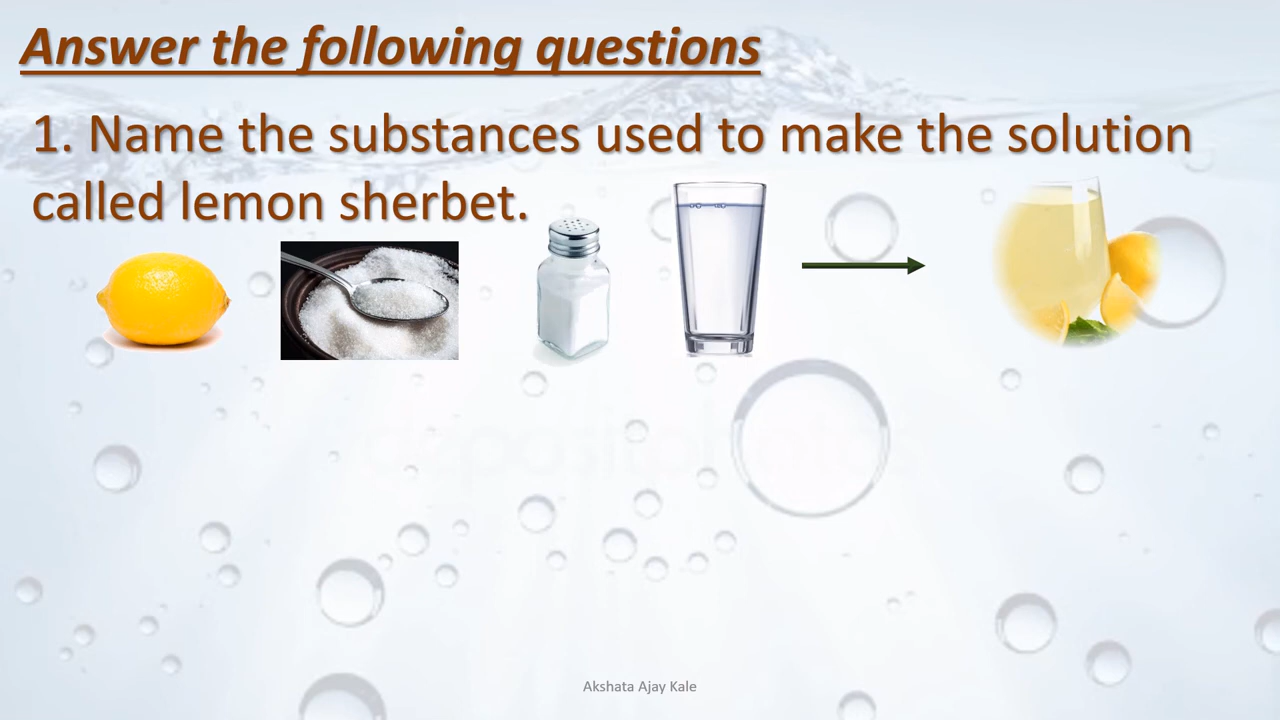 Answer the following questions
1. Name the substances used to make the solution
called lemon sherbet.
depositphotos
Akshata Ajay Kale